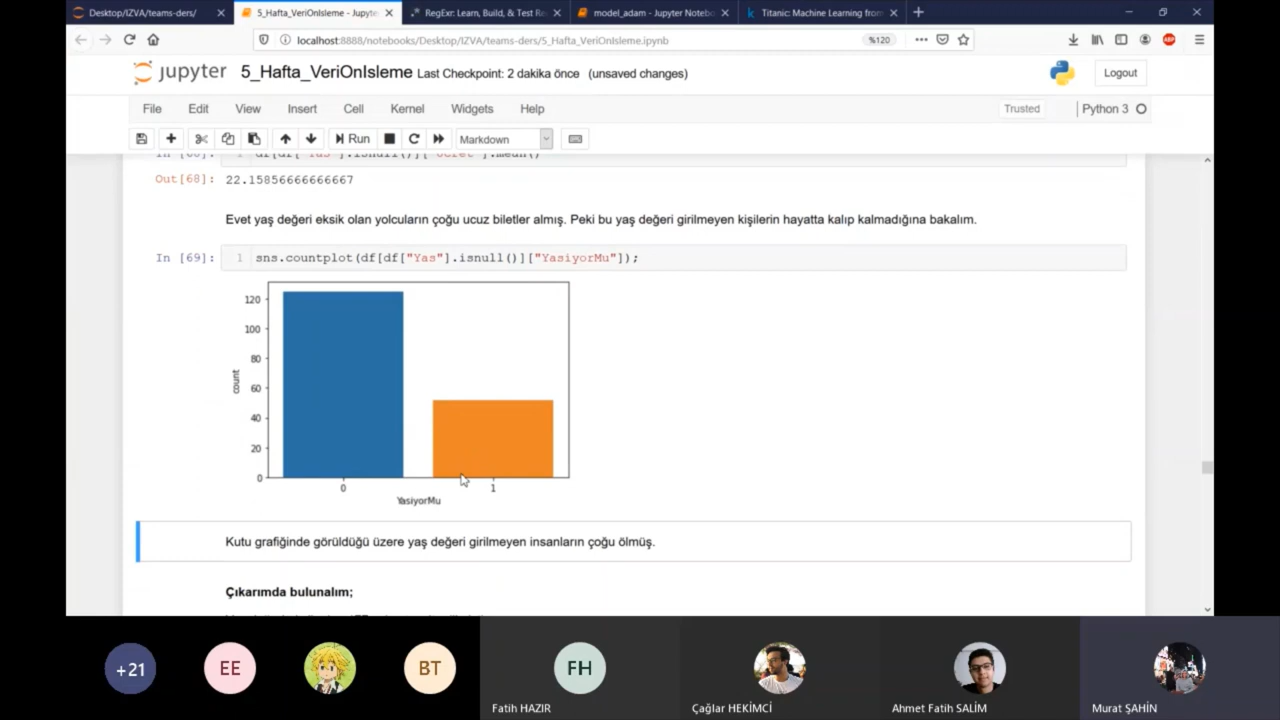 Desktop/IZVA/teams-ders/
5_Hafta_VeriOnIsleme - Jupyte
RegExr: Learn, Build, & Test Re
model_adam - Jupyter Notebo
Titanic: Machine Learning from
localhost:8888/notebooks/Desktop/IZVA/teams-ders/5_Hafta_VeriOnIsleme.ipynb
%120
ABP
jupyter 5_Hafta_VeriOnIsleme Last Checkpoint: 2 dakika önce (unsaved changes)
Logout
File Edit View Insert Cell Kernel Widgets Help
Trusted
Python 3
Run
Markdown
Out[68]: 22.15856666666667
Evet yaş değeri eksik olan yolcuların çoğu ucuz biletler almış. Peki bu yaş değeri girilmeyen kişilerin hayatta kalıp kalmadığına bakalım.
In [69]: 1 sns.countplot(df[df["Yas"].isnull()]["YasiyorMu"]);
120
100
80
60
40
20
0
count
0 1
YasiyorMu
Kutu grafiğinde görüldüğü üzere yaş değeri girilmeyen insanların çoğu ölmüş.
Çıkarımda bulunalım;
+21
EE
BT
FH
Fatih HAZIR
Çağlar HEKİMCİ
Ahmet Fatih SALİM
Murat ŞAHİN